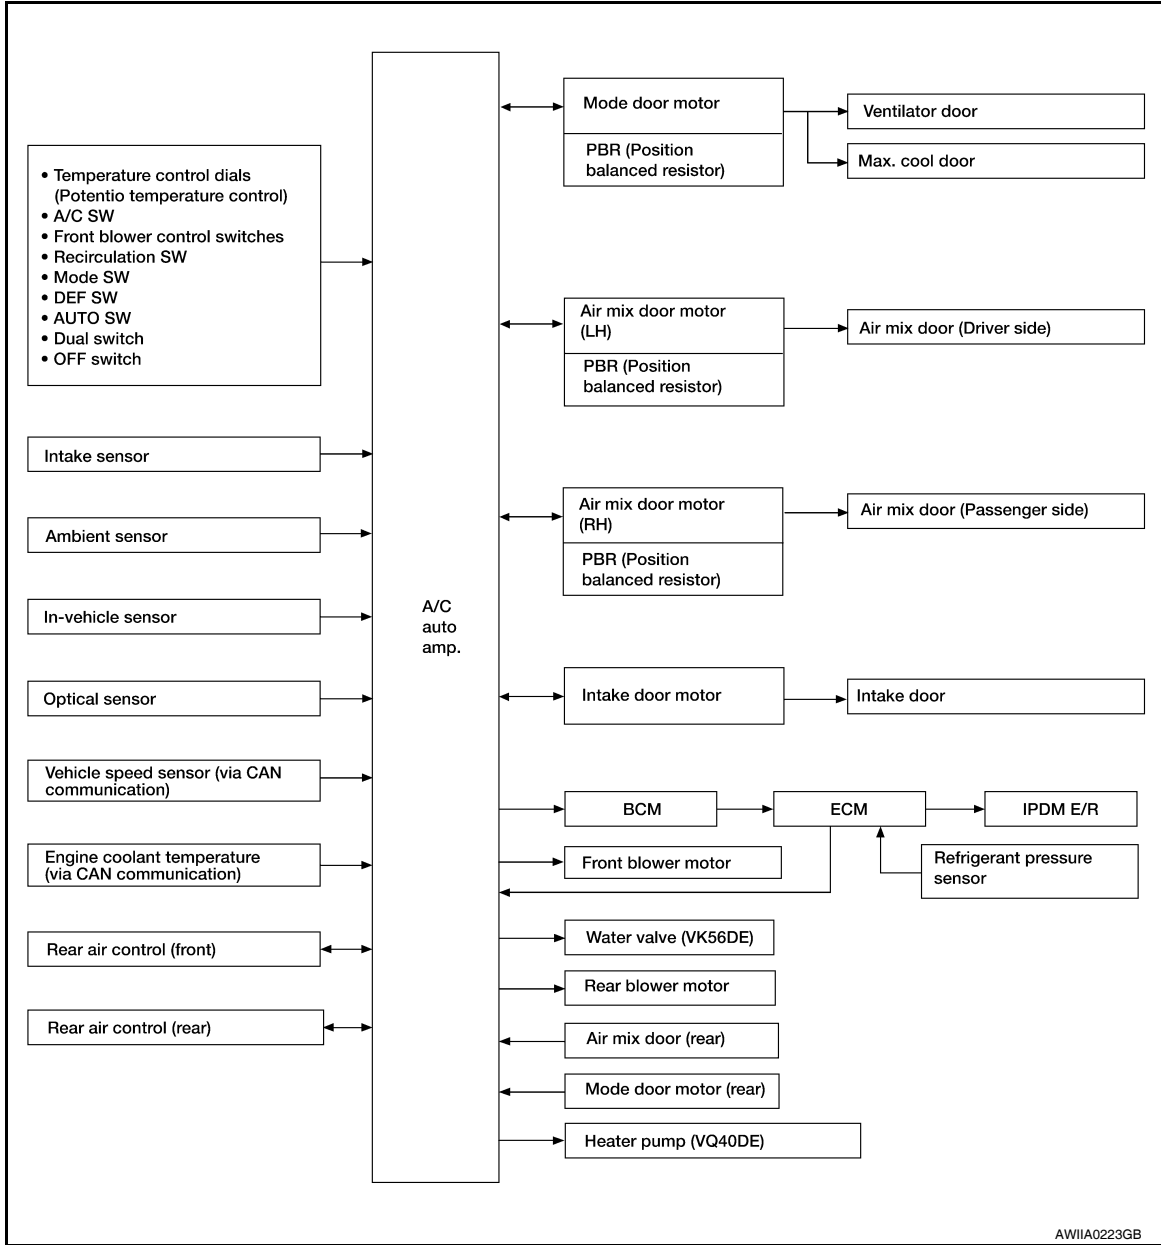 • Temperature control dials
(Potentio temperature control)
• A/C SW
• Front blower control switches
• Recirculation SW
• Mode SW
• DEF SW
• AUTO SW
• Dual switch
• OFF switch
Intake sensor
Ambient sensor
In-vehicle sensor
Optical sensor
Vehicle speed sensor (via CAN
communication)
Engine coolant temperature
(via CAN communication)
Rear air control (front)
Rear air control (rear)
A/C
auto
amp.
Mode door motor
PBR (Position
balanced resistor)
Ventilator door
Max. cool door
Air mix door motor
(LH)
PBR (Position
balanced resistor)
Air mix door (Driver side)
Air mix door motor
(RH)
PBR (Position
balanced resistor)
Air mix door (Passenger side)
Intake door motor
Intake door
BCM
ECM
IPDM E/R
Front blower motor
Refrigerant pressure
sensor
Water valve (VK56DE)
Rear blower motor
Air mix door (rear)
Mode door motor (rear)
Heater pump (VQ40DE)
AWIIA0223GB